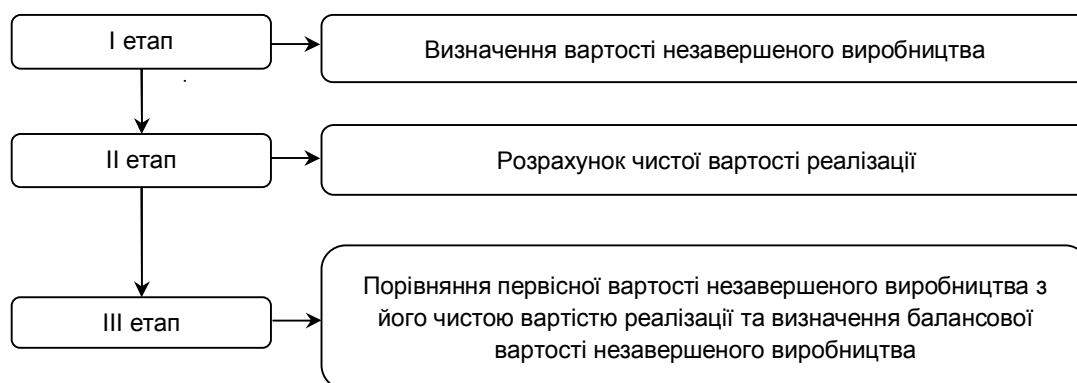 І етап
Визначення вартості незавершеного виробництва
ІІ етап
Розрахунок чистої вартості реалізації
ІІІ етап
Порівняння первісної вартості незавершеного виробництва з
його чистою вартістю реалізації та визначення балансової
вартості незавершеного виробництва